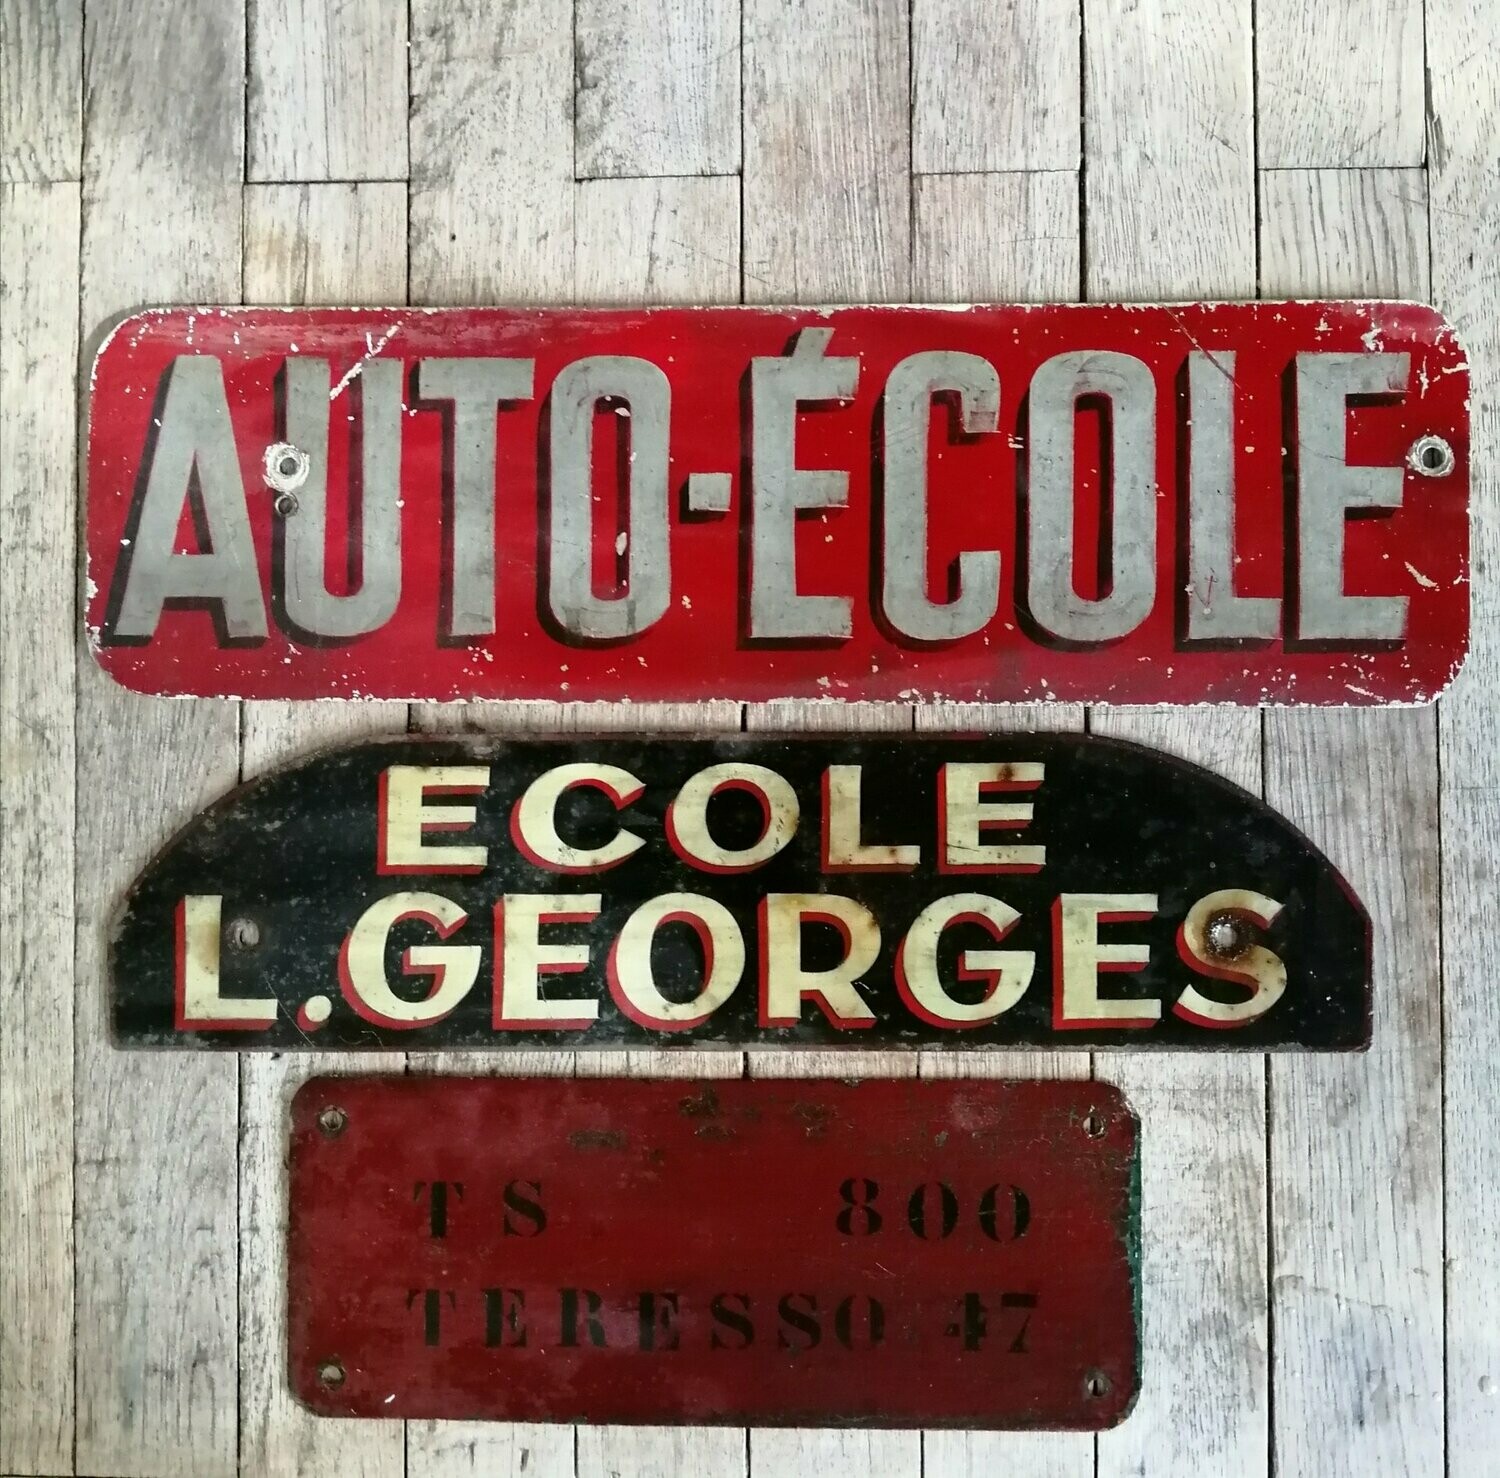 AUTO-ÉCOLE
ECOLE
L.GEORGES
TS 800
TERESSO 47